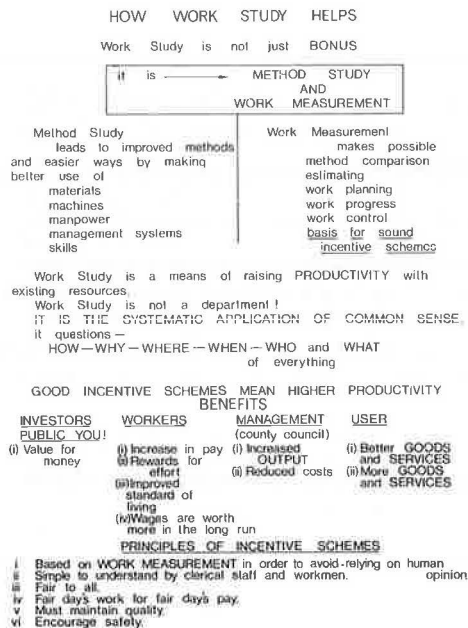 HOW WORK STUDY HELPS
Work Study is not just BONUS
it is → METHOD STUDY
AND
WORK MEASUREMENT
Method Study
leads to improved methods
and easier ways by making
better use of
materials
machines
manpower
management systems
skills
Work Measurement
makes possible
method comparison
estimating
work planning
work progress
work control
basis for sound
incentive schemes
Work Study is a means of raising PRODUCTIVITY with
existing resources,
Work Study is not a department!
IT IS THE SYSTEMATIC APPLICATION OF COMMON SENSE,
it questions —
HOW — WHY — WHERE — WHEN — WHO and WHAT
of everything
GOOD INCENTIVE SCHEMES MEAN HIGHER PRODUCTIVITY
BENEFITS
INVESTORS
PUBLIC YOU!
(i) Value for
money
WORKERS
(i) Increase in pay
(ii) Rewards for
effort
(iii) Improved
standard of
living
(iv) Wages are worth
more in the long run
MANAGEMENT
(county council)
(i) Increased
OUTPUT
(ii) Reduced costs
USER
(i) Better GOODS
and SERVICES
(ii) More GOODS
and SERVICES
PRINCIPLES OF INCENTIVE SCHEMES
i Based on WORK MEASUREMENT in order to avoid-relying on human
opinion
ii Simple to understand by clerical staff and workmen.
iii Fair to all.
iv Fair day's work for fair day's pay.
v Must maintain quality.
vi Encourage safety.